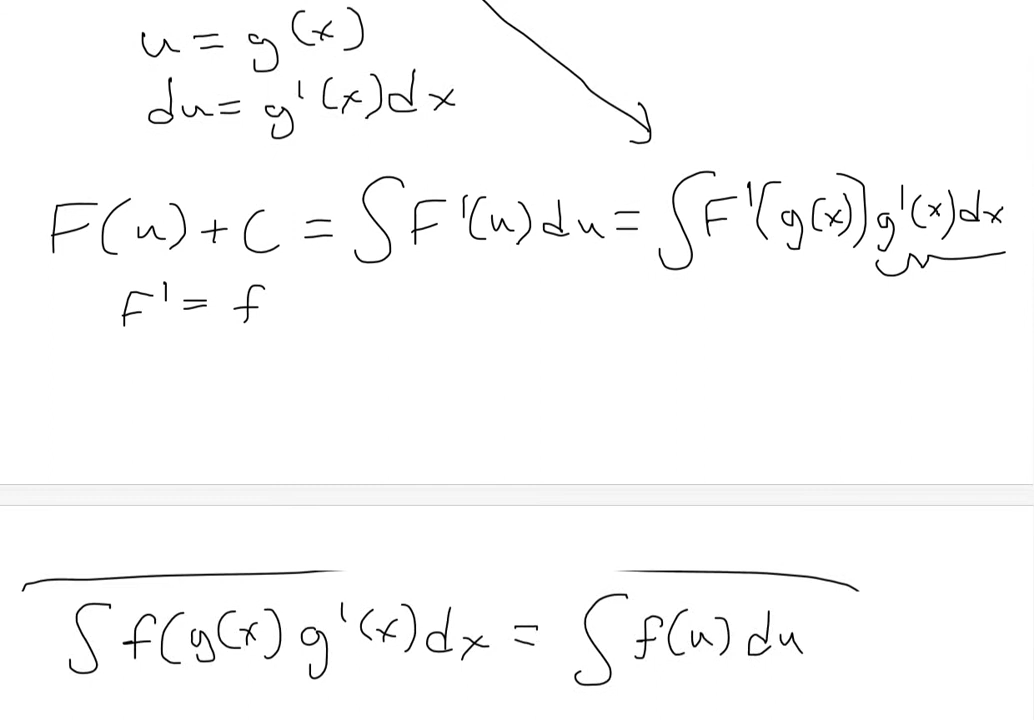 u = g(x)
du = g'(x)dx
F(u) + C = ∫F'(u)du = ∫F'(g(x))g'(x)dx
F' = f
∫f(g(x)g'(x)dx = ∫f(u)du